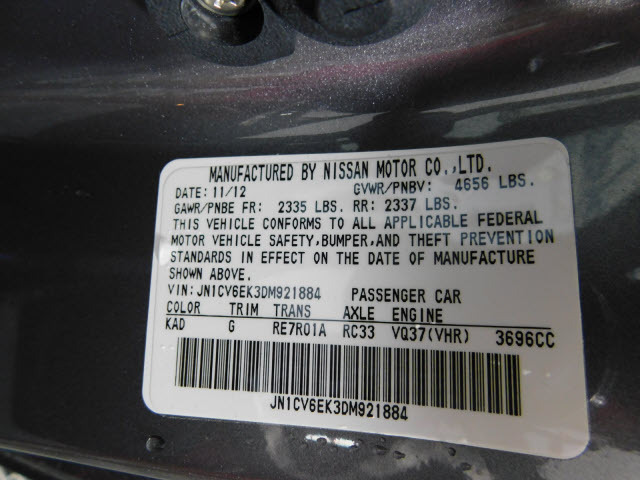 MANUFACTURED BY NISSAN MOTOR CO.,LTD.
DATE: 11/12 GVWR/PNBV: 4656 LBS.
GAWR/PNBE FR: 2335 LBS. RR: 2337 LBS.
THIS VEHICLE CONFORMS TO ALL APPLICABLE FEDERAL
MOTOR VEHICLE SAFETY,BUMPER,AND THEFT PREVENTION
STANDARDS IN EFFECT ON THE DATE OF MANUFACTURE
SHOWN ABOVE.
VIN: JN1CV6EK3DM921884 PASSENGER CAR
COLOR TRIM TRANS AXLE ENGINE
KAD G RE7R01A RC33 VQ37(VHR) 3696CC
JN1CV6EK3DM921884